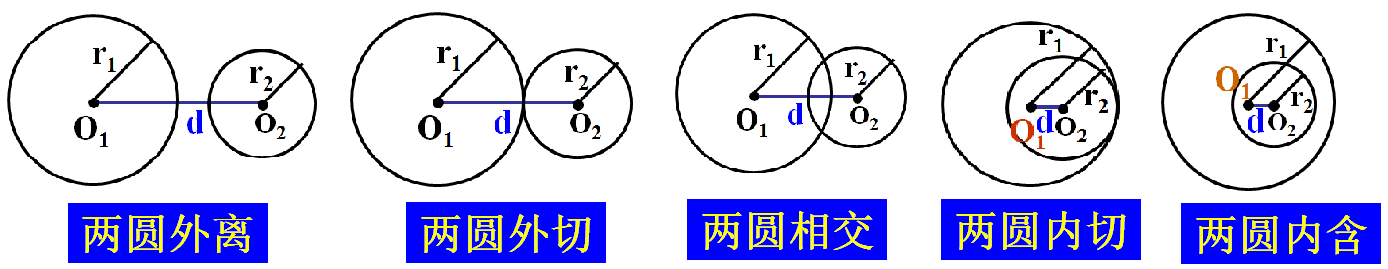 r₁
r₂
O₁
d
O₂
两圆外离
r₁
r₂
O₁
d
O₂
两圆外切
r₁
r₂
O₁
d
O₂
两圆相交
r₁
r₂
O₁
d
O₂
两圆内切
r₁
O₁
r₂
d
O₂
两圆内含